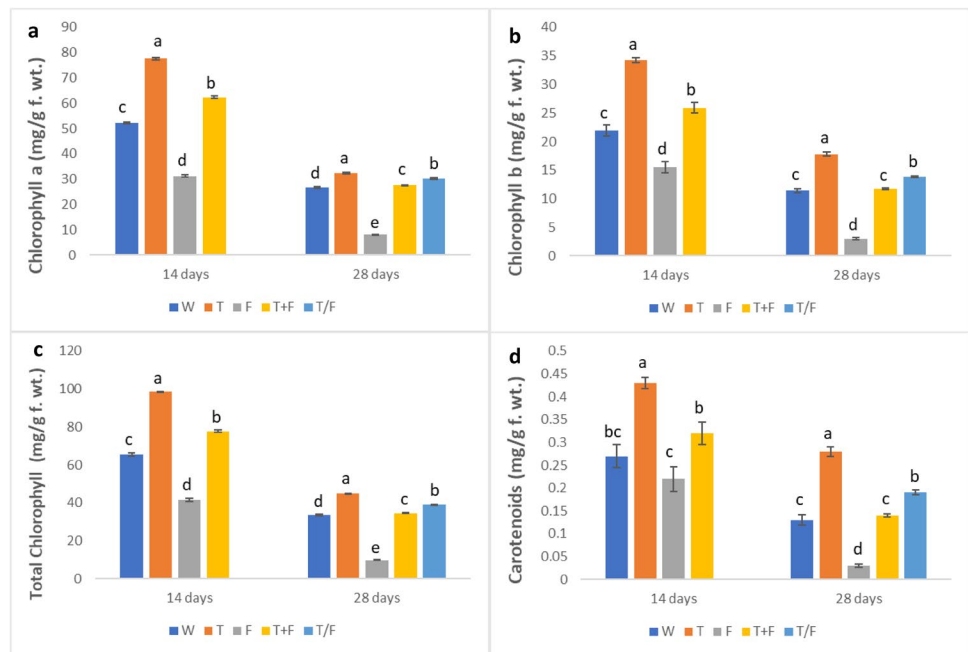 a
Chlorophyll a (mg/g f. wt.)
90
80
70
60
50
40
30
20
10
0
c
a
d
b
d
a
e
c
b
14 days
28 days
W T F T+F T/F
b
Chlorophyll b (mg/g f. wt.)
40
35
30
25
20
15
10
5
0
c
a
d
b
c
a
d
c
b
14 days
28 days
W T F T+F T/F
c
Total Chlorophyll (mg/g f. wt.)
120
100
80
60
40
20
0
c
a
d
b
d
a
e
c
b
14 days
28 days
W T F T+F T/F
d
Carotenoids (mg/g f. wt.)
0.5
0.45
0.4
0.35
0.3
0.25
0.2
0.15
0.1
0.05
0
bc
a
c
b
c
a
d
c
b
14 days
28 days
W T F T+F T/F